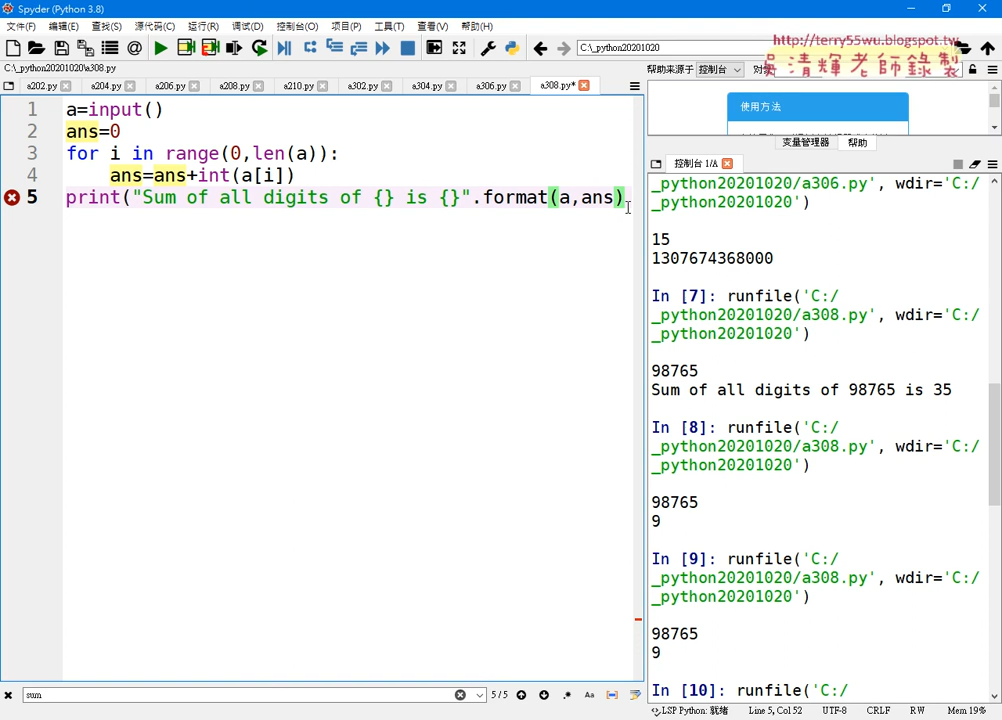 Spyder (Python 3.8)
文件(F) 编辑(E) 查找(S) 源代码(C) 运行(R) 调试(D) 控制台(O) 项目(P) 工具(T) 查看(V) 帮助(H)
C:\_python20201020
http://terry55wu.blogspot.tw
吳清輝老師錄製
C:\_python20201020\a308.py
帮助来源于 控制台 对象
a202.py a204.py a206.py a208.py a210.py a302.py a304.py a306.py a308.py*
使用方法
变量管理器 帮助
控制台 1/A
1 a=input()
2 ans=0
3 for i in range(0,len(a)):
4 ans=ans+int(a[i])
5 print("Sum of all digits of {} is {}".format(a,ans)
_python20201020/a306.py', wdir='C:/
_python20201020')
15
1307674368000
In [7]: runfile('C:/
_python20201020/a308.py', wdir='C:/
_python20201020')
98765
Sum of all digits of 98765 is 35
In [8]: runfile('C:/
_python20201020/a308.py', wdir='C:/
_python20201020')
98765
9
In [9]: runfile('C:/
_python20201020/a308.py', wdir='C:/
_python20201020')
98765
9
In [10]: runfile('C:/
sum 5/5 Aa
LSP Python: 就绪 Line 5, Col 52 UTF-8 CRLF RW Mem 19%